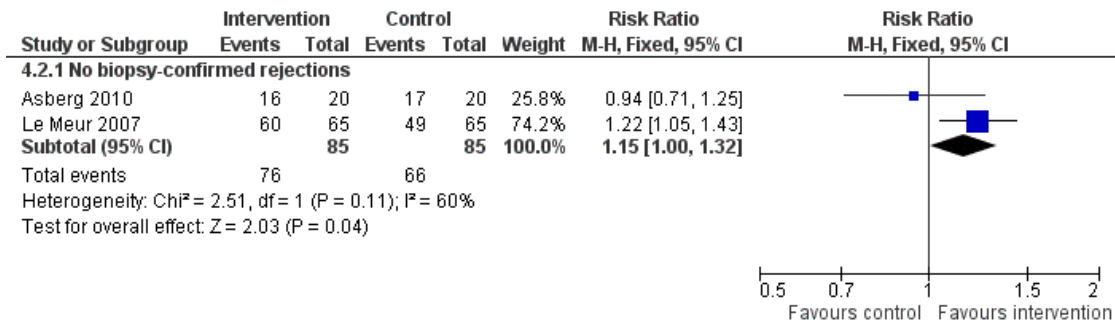 Intervention Control Risk Ratio Risk Ratio
Study or Subgroup Events Total Events Total Weight M-H, Fixed, 95% CI M-H, Fixed, 95% CI
4.2.1 No biopsy-confirmed rejections
Asberg 2010 16 20 17 20 25.8% 0.94 [0.71, 1.25]
Le Meur 2007 60 65 49 65 74.2% 1.22 [1.05, 1.43]
Subtotal (95% CI) 85 85 100.0% 1.15 [1.00, 1.32]
Total events 76 66
Heterogeneity: Chi² = 2.51, df = 1 (P = 0.11); I² = 60%
Test for overall effect: Z = 2.03 (P = 0.04)
0.5 0.7 1 1.5 2
Favours control Favours intervention